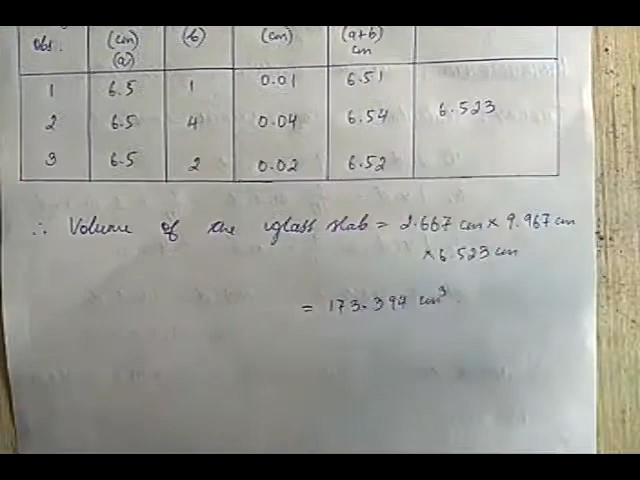 obs. (cm) (b) (cm) (a+b)
(a) cm
1 6.5 1 0.01 6.51
2 6.5 4 0.04 6.54 6.523
3 6.5 2 0.02 6.52
∴ Volume of the glass slab = 2.667 cm × 9.967 cm
× 6.523 cm
= 173.394 cm³.